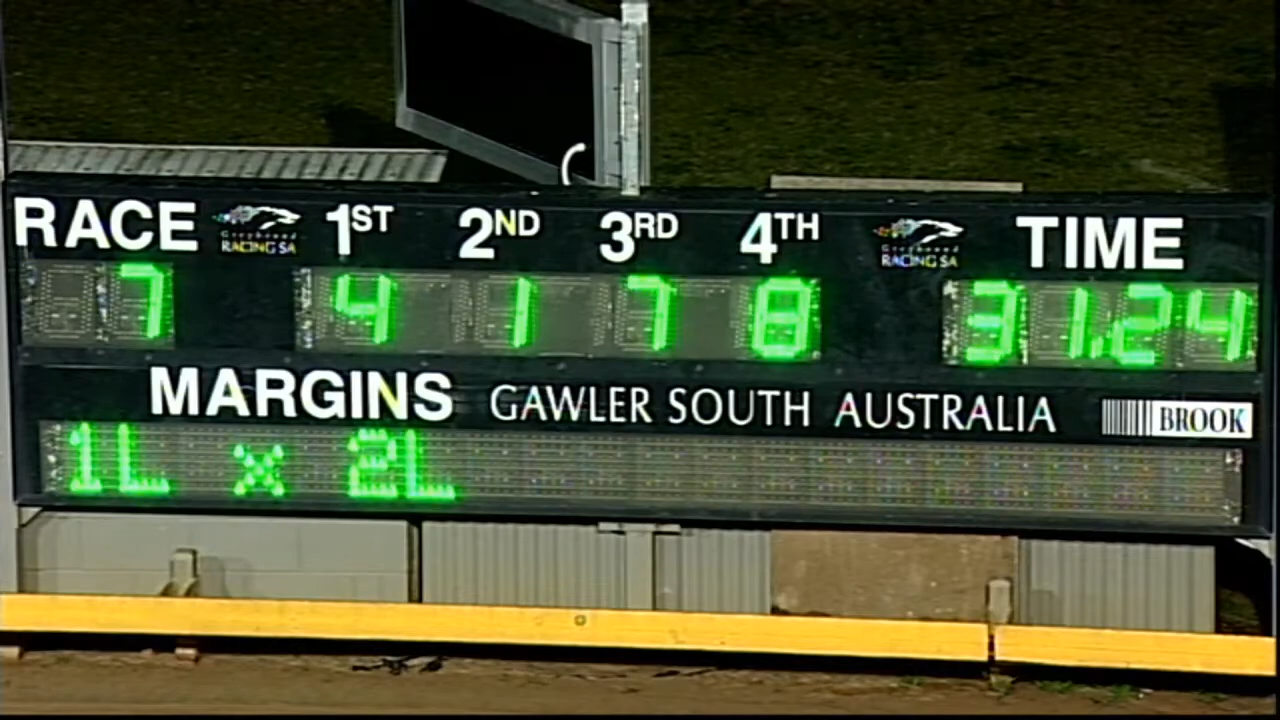 RACE Greyhound RACING SA 1ST 2ND 3RD 4TH Greyhound RACING SA TIME
7 4 1 7 8 31.24
MARGINS GAWLER SOUTH AUSTRALIA BROOK
1L x 2L